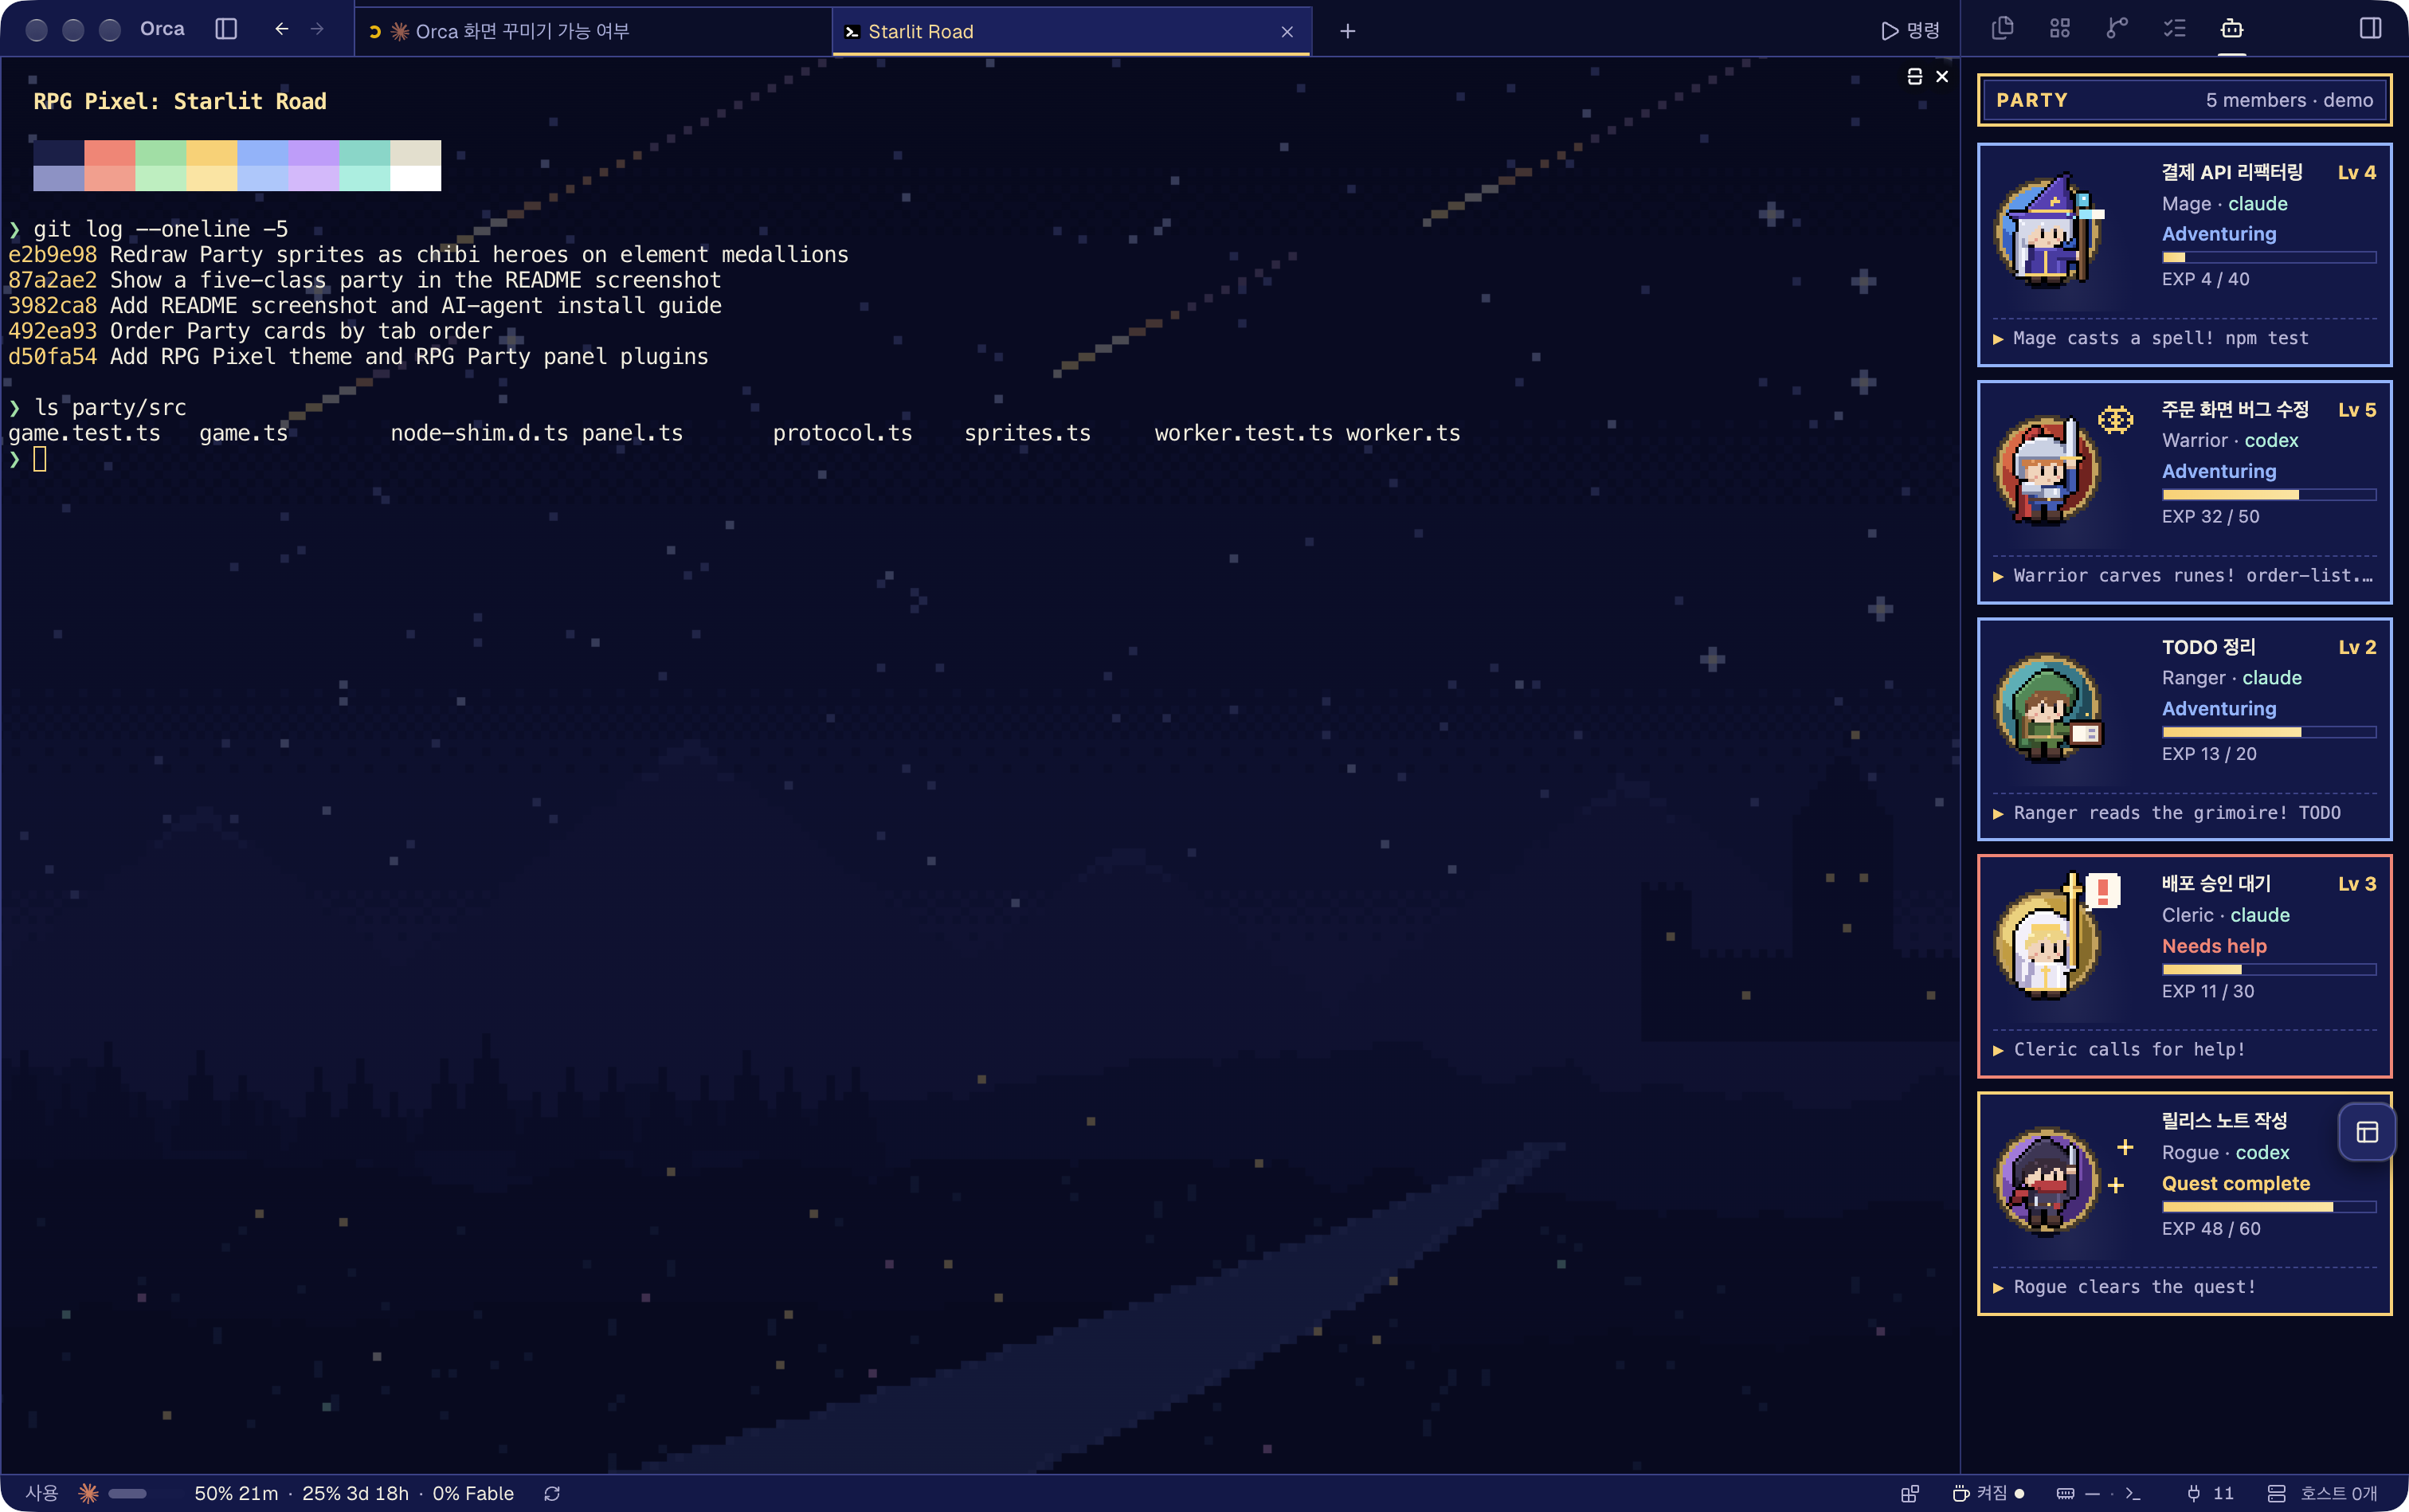 Orca
Orca 화면 꾸미기 가능 여부
Starlit Road
명령
RPG Pixel: Starlit Road
❯ git log --oneline -5
e2b9e98 Redraw Party sprites as chibi heroes on element medallions
87a2ae2 Show a five-class party in the README screenshot
3982ca8 Add README screenshot and AI-agent install guide
492ea93 Order Party cards by tab order
d50fa54 Add RPG Pixel theme and RPG Party panel plugins
❯ ls party/src
game.test.ts game.ts node-shim.d.ts panel.ts protocol.ts sprites.ts worker.test.ts worker.ts
❯
PARTY 5 members · demo
결제 API 리팩터링 Lv 4
Mage · claude
Adventuring
EXP 4 / 40
▶ Mage casts a spell! npm test
주문 화면 버그 수정 Lv 5
Warrior · codex
Adventuring
EXP 32 / 50
▶ Warrior carves runes! order-list.…
TODO 정리 Lv 2
Ranger · claude
Adventuring
EXP 13 / 20
▶ Ranger reads the grimoire! TODO
배포 승인 대기 Lv 3
Cleric · claude
Needs help
EXP 11 / 30
▶ Cleric calls for help!
릴리스 노트 작성
Rogue · codex
Quest complete
EXP 48 / 60
▶ Rogue clears the quest!
사용 50% 21m · 25% 3d 18h · 0% Fable
켜짐 — · 11 호스트 0개